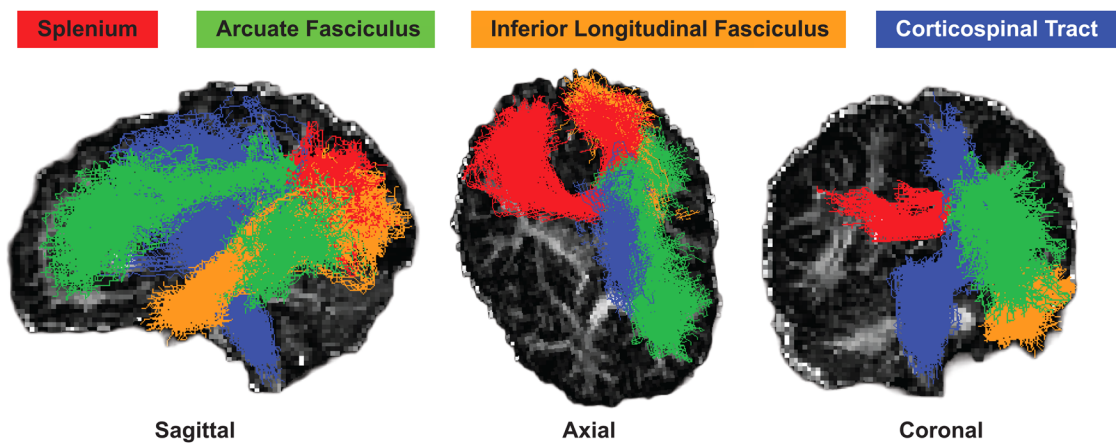 Splenium Arcuate Fasciculus Inferior Longitudinal Fasciculus Corticospinal Tract
Sagittal Axial Coronal